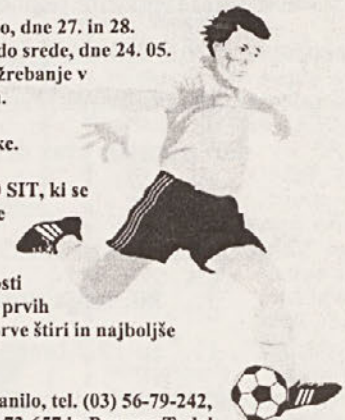 o, dne 27. in 28.
do srede, dne 24. 05.
žrebanje v
ke.
SIT, ki se
e
osti
prvih
rve štiri in najboljše
anilo, tel. (03) 56-79-242,